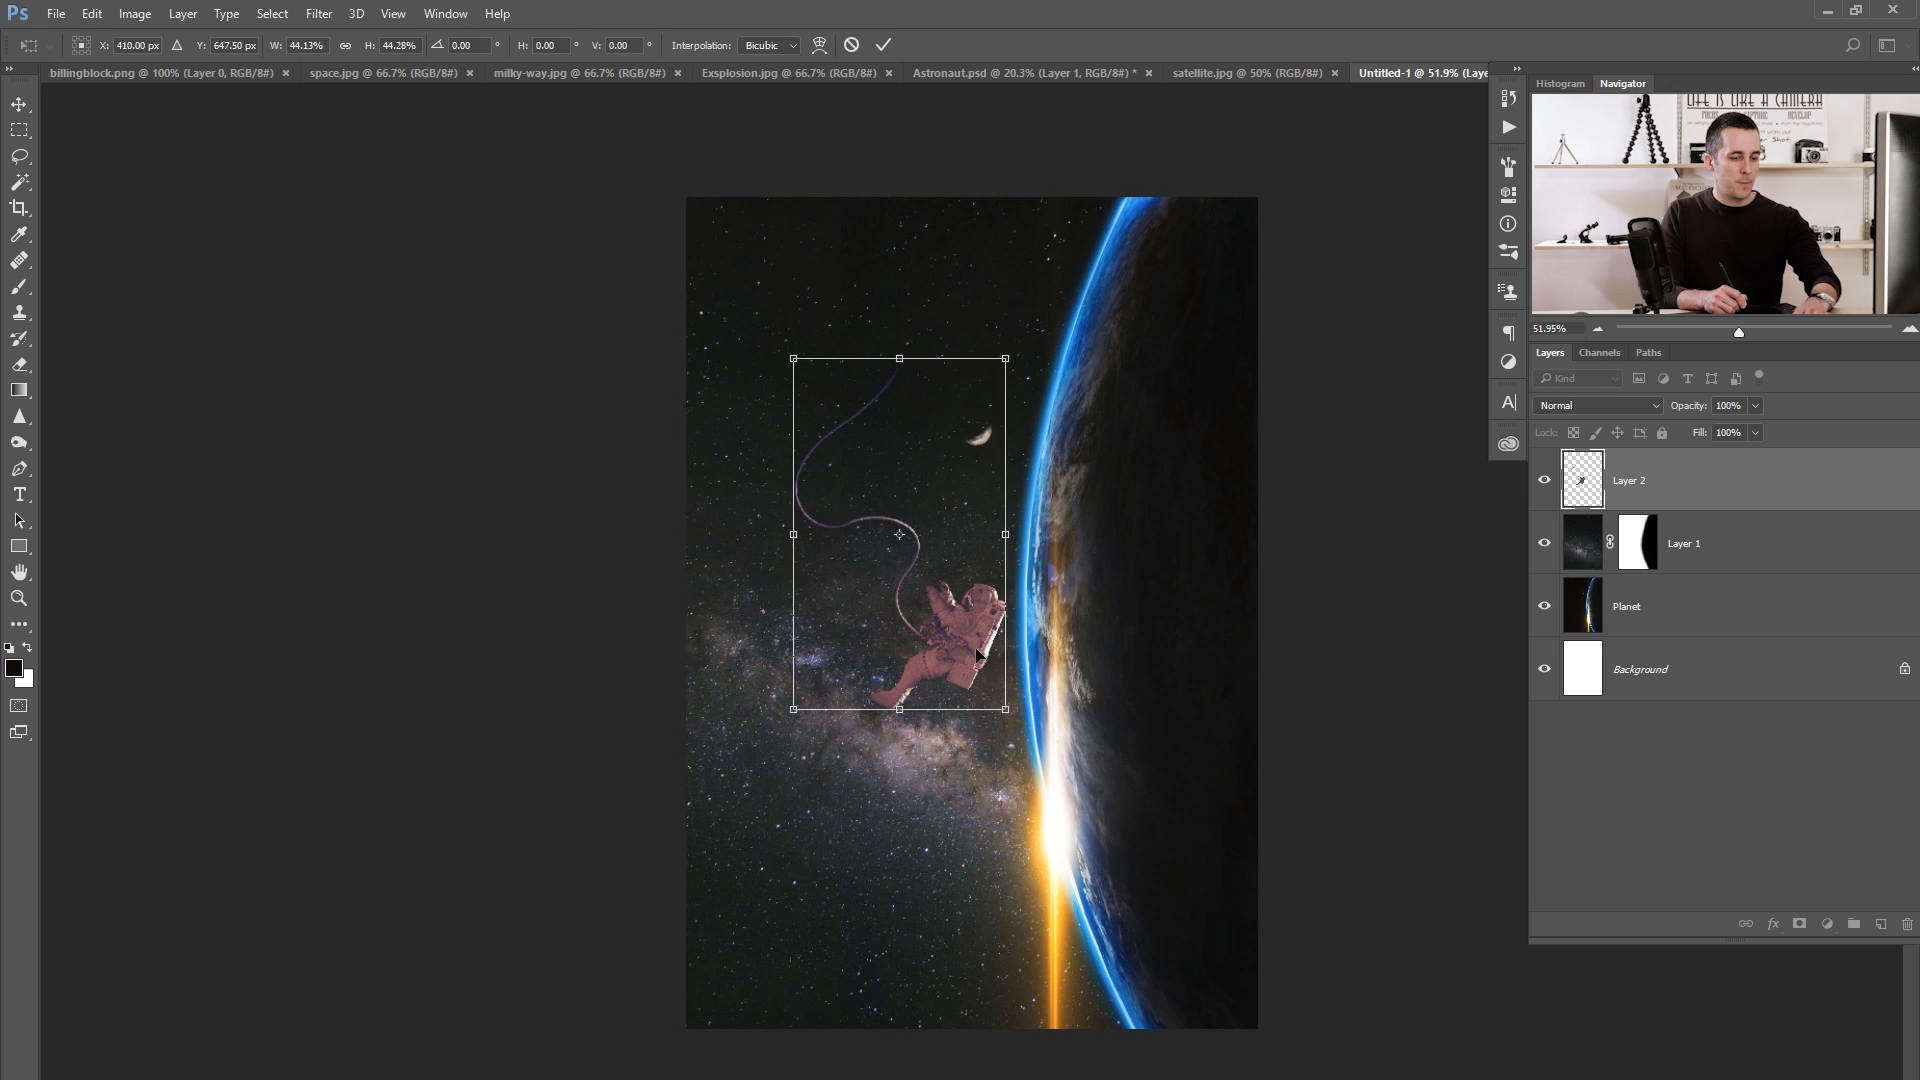 Ps File Edit Image Layer Type Select Filter 3D View Window Help
X: 410.00 px Y: 647.50 px W: 44.13% H: 44.28% 0.00 ° H: 0.00 ° V: 0.00 ° Interpolation: Bicubic
billingblock.png @ 100% (Layer 0, RGB/8#) × space.jpg @ 66.7% (RGB/8#) × milky-way.jpg @ 66.7% (RGB/8#) × Exsplosion.jpg @ 66.7% (RGB/8#) × Astronaut.psd @ 20.3% (Layer 1, RGB/8#) * × satellite.jpg @ 50% (RGB/8#) × Untitled-1 @ 51.9% (Laye
Histogram Navigator
LIFE IS LIKE A CAMERA
FOCUS CAPTURE DEVELOP
51.95%
Layers Channels Paths
Kind
Normal Opacity: 100%
Lock: Fill: 100%
Layer 2
Layer 1
Planet
Background